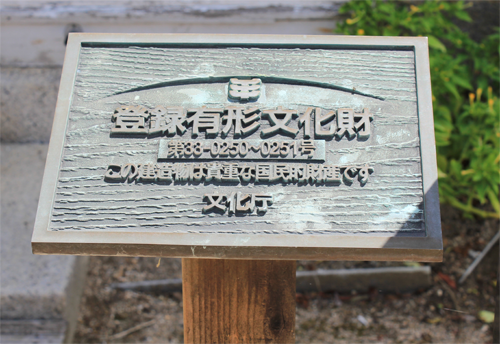 登録有形文化財
第33-0250~0251号
この建造物は貴重な国民的財産です
文化庁